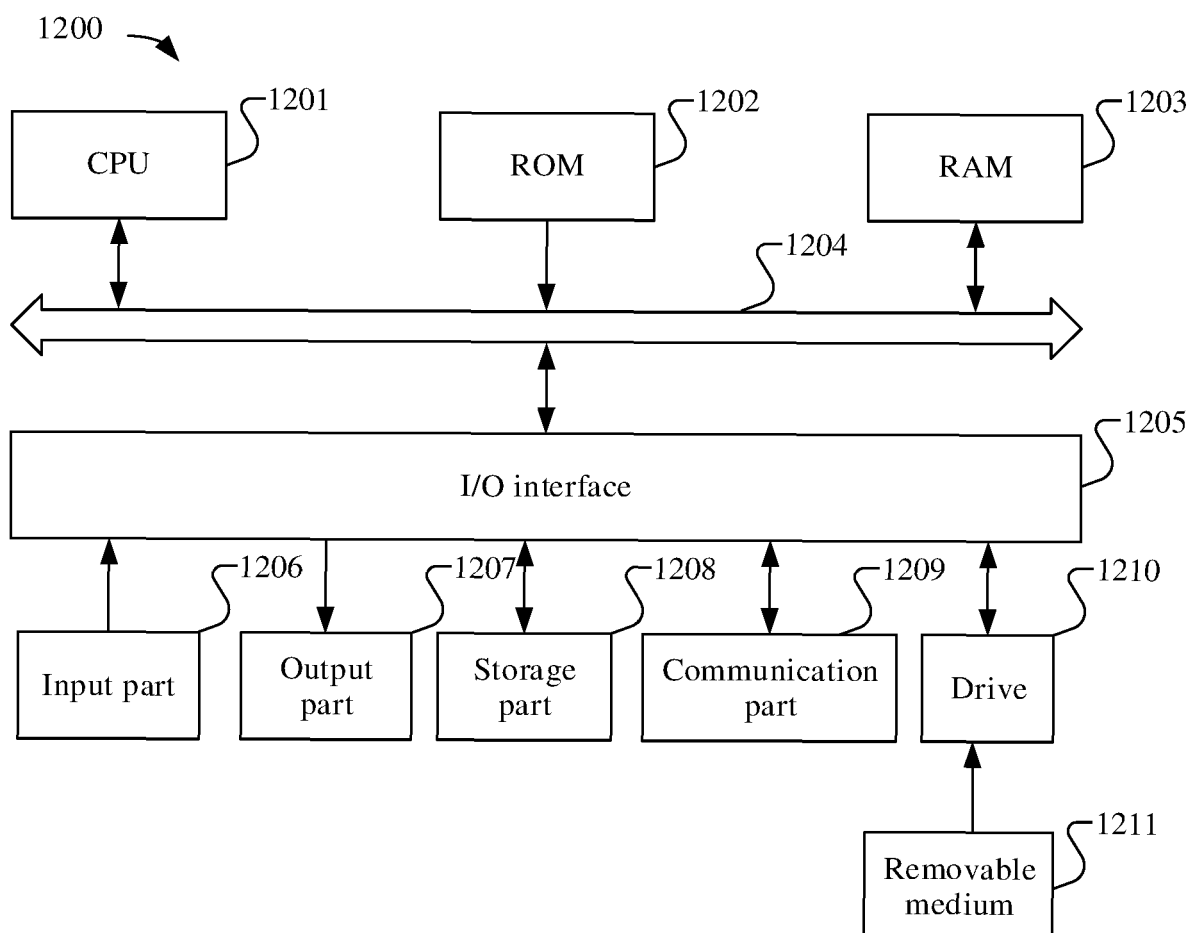 1200
1201
1202
1203
CPU
ROM
RAM
1204
1205
I/O interface
1206
1207
1208
1209
1210
Input part
Output
part
Storage
part
Communication
part
Drive
1211
Removable
medium